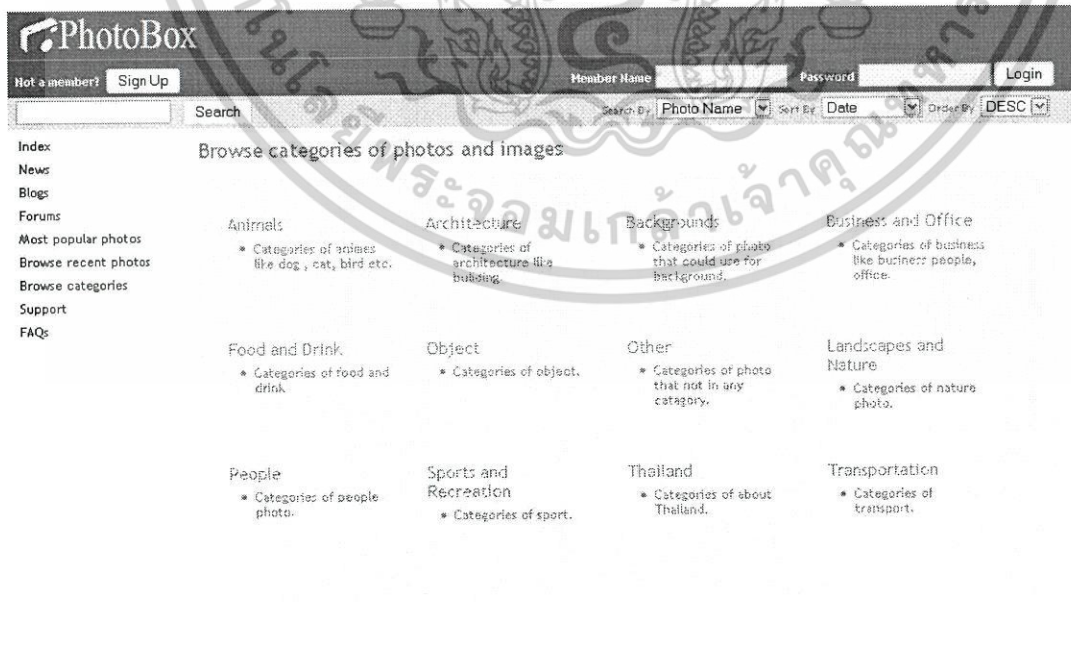 PhotoBox
Not a member? Sign Up Member Name Password Login
Search Search By Photo Name Sort By Date Order By DESC
Index
News
Blogs
Forums
Most popular photos
Browse recent photos
Browse categories
Support
FAQs
Browse categories of photos and images
Animals
Categories of animes
like dog , cat, bird etc.
Architecture
Categories of
architecture like
building.
Backgrounds
Categories of photo
that could use for
background.
Business and Office
Categories of business
like business people,
office.
Food and Drink
Categories of food and
drink
Object
Categories of object.
Other
Categories of photo
that not in any
catagory.
Landscapes and
Nature
Categories of nature
photo.
People
Categories of people
photo.
Sports and
Recreation
Categories of sport.
Thailand
Categories of about
Thailand.
Transportation
Categories of
transport.